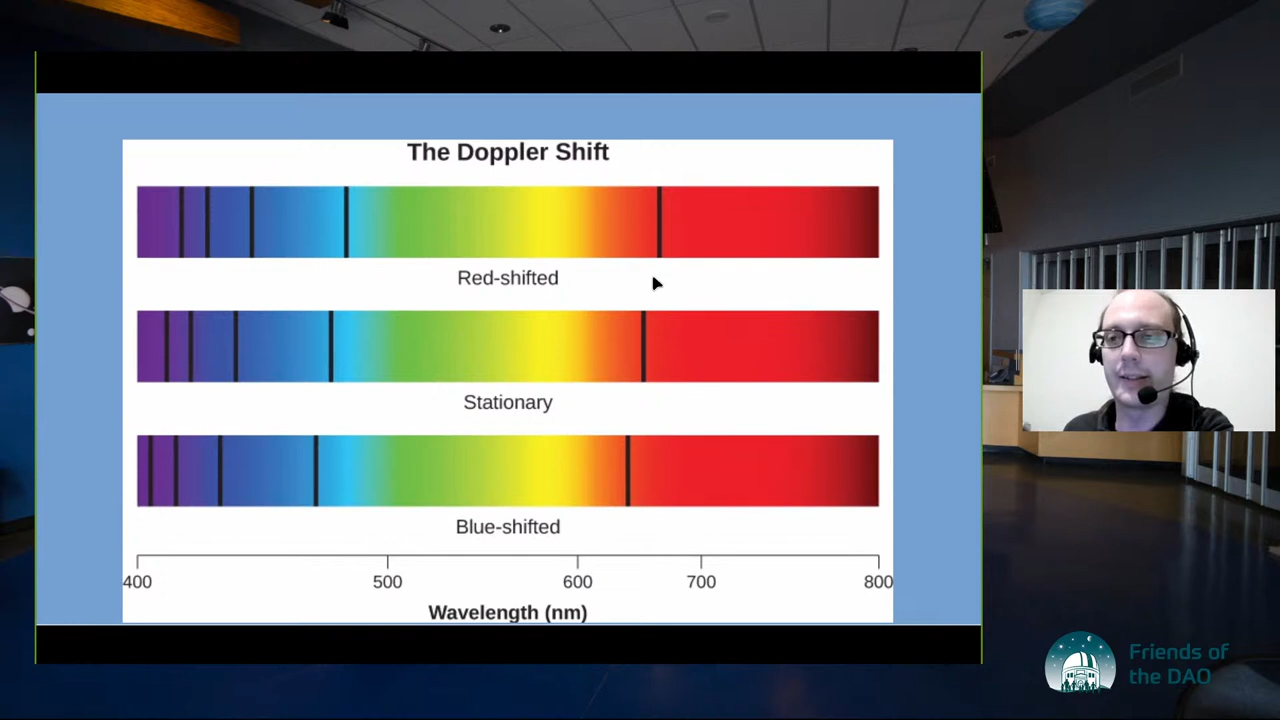 The Doppler Shift
Red-shifted
Stationary
Blue-shifted
400 500 600 700 800
Wavelength (nm)
Friends of
the DAO